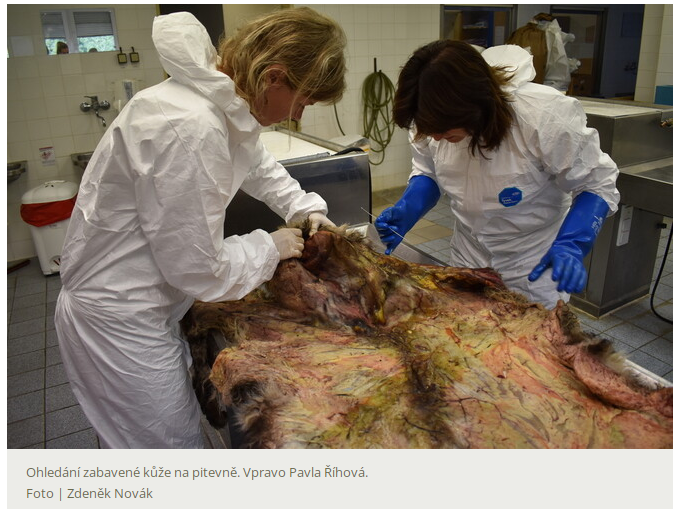 Ohledání zabavené kůže na pitevně. Vpravo Pavla Říhová.
Foto | Zdeněk Novák